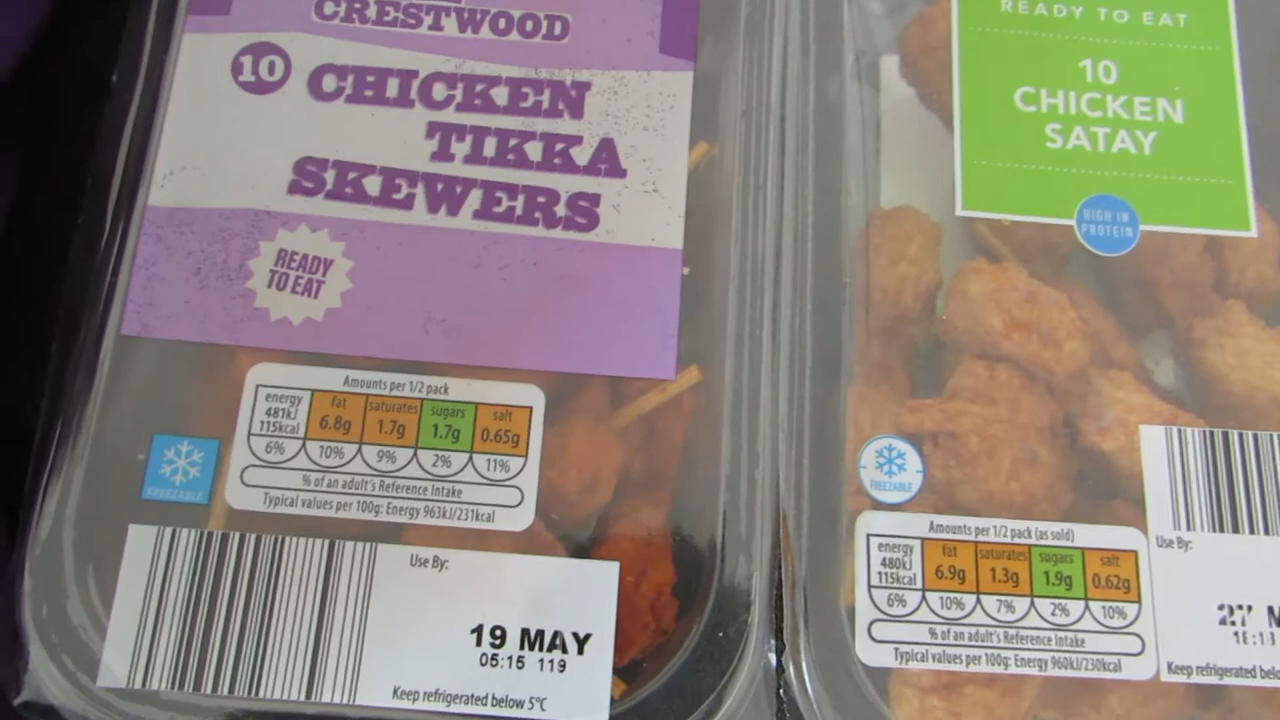 CRESTWOOD
10 CHICKEN
TIKKA
SKEWERS
READY
TO EAT
Amounts per 1/2 pack
energy
481kJ
115kcal
6%
fat
6.8g
10%
saturates
1.7g
9%
sugars
1.7g
2%
salt
0.65g
11%
% of an adult's Reference Intake
Typical values per 100g: Energy 963kJ/231kcal
FREEZABLE
Use By:
19 MAY
05:15 119
Keep refrigerated below 5°C
READY TO EAT
10
CHICKEN
SATAY
HIGH IN
PROTEIN
FREEZABLE
Amounts per 1/2 pack (as sold)
energy
480kJ
115kcal
6%
fat
6.9g
10%
saturates
1.3g
7%
sugars
1.9g
2%
salt
0.62g
10%
% of an adult's Reference Intake
Typical values per 100g: Energy 960kJ/230kcal
Use By:
27 M
Keep refrigerated